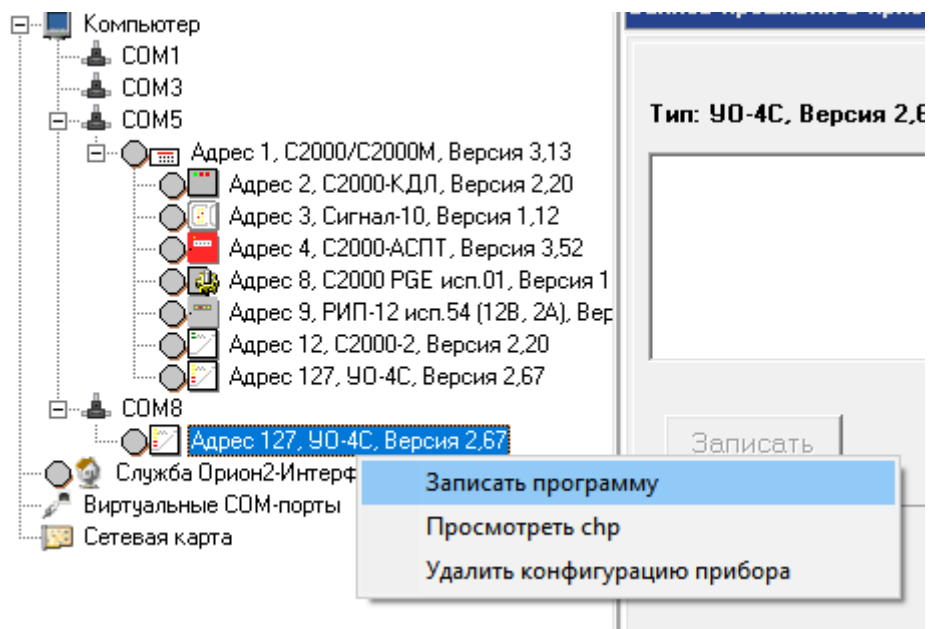 Компьютер
COM1
COM3
COM5
Адрес 1, С2000/С2000М, Версия 3,13
Адрес 2, С2000-КДЛ, Версия 2,20
Адрес 3, Сигнал-10, Версия 1,12
Адрес 4, С2000-АСПТ, Версия 3,52
Адрес 8, С2000 PGE исп.01, Версия 1
Адрес 9, РИП-12 исп.54 (12В, 2А), Вер
Адрес 12, С2000-2, Версия 2,20
Адрес 127, УО-4С, Версия 2,67
COM8
Адрес 127, УО-4С, Версия 2,67
Служба Орион2-Интерф
Виртуальные COM-порты
Сетевая карта
Тип: УО-4С, Версия 2,6
Записать
Записать программу
Просмотреть chp
Удалить конфигурацию прибора